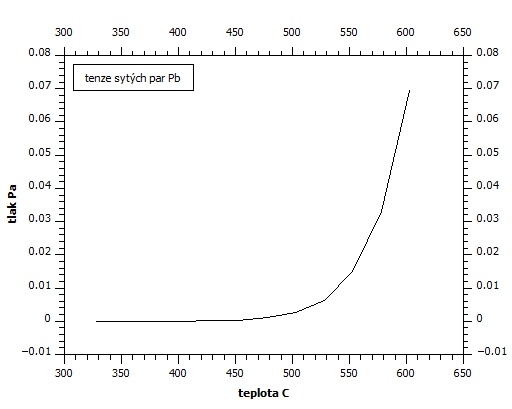 300 350 400 450 500 550 600 650
0.08 0.08
tenze sytých par Pb
0.07 0.07
0.06 0.06
0.05 0.05
0.04 0.04
tlak Pa
0.03 0.03
0.02 0.02
0.01 0.01
0 0
−0.01 −0.01
300 350 400 450 500 550 600 650
teplota C